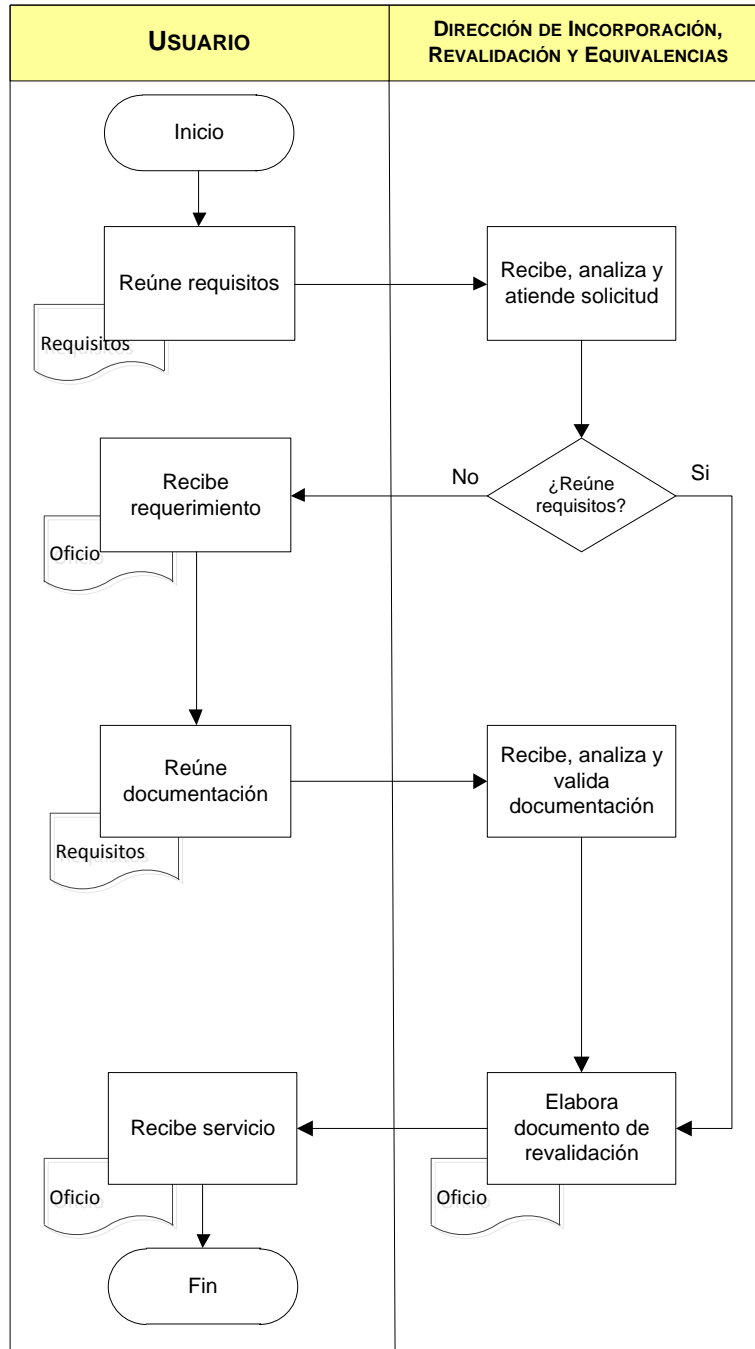 USUARIO
DIRECCIÓN DE INCORPORACIÓN,
REVALIDACIÓN Y EQUIVALENCIAS
Inicio
Reúne requisitos
Requisitos
Recibe, analiza y
atiende solicitud
¿Reúne
requisitos?
No
Si
Recibe
requerimiento
Oficio
Reúne
documentación
Requisitos
Recibe, analiza y
valida
documentación
Elabora
documento de
revalidación
Oficio
Recibe servicio
Oficio
Fin